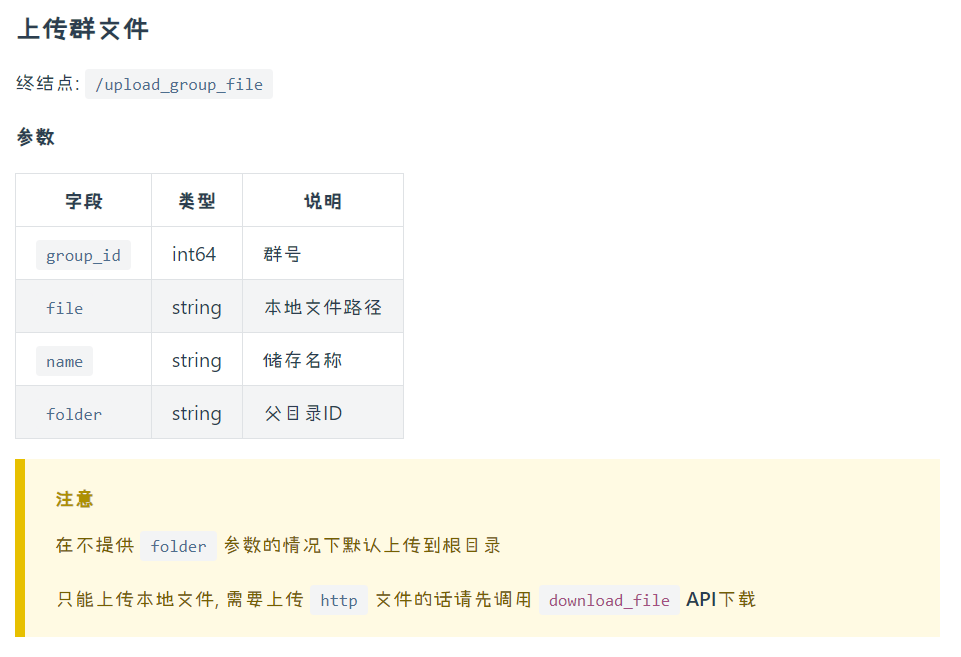 上传群文件
终结点: /upload_group_file
参数
字段 类型 说明
group_id int64 群号
file string 本地文件路径
name string 储存名称
folder string 父目录ID
注意
在不提供 folder 参数的情况下默认上传到根目录
只能上传本地文件, 需要上传 http 文件的话请先调用 download_file API下载